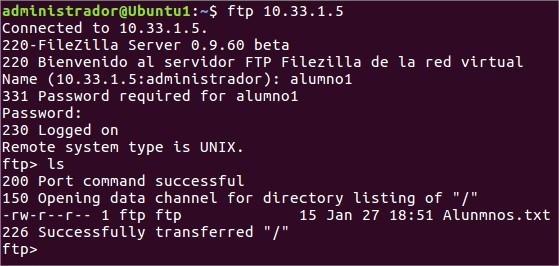 administrador@Ubuntu1:~$ ftp 10.33.1.5
Connected to 10.33.1.5.
220-FileZilla Server 0.9.60 beta
220 Bienvenido al servidor FTP Filezilla de la red virtual
Name (10.33.1.5:administrador): alumno1
331 Password required for alumno1
Password:
230 Logged on
Remote system type is UNIX.
ftp> ls
200 Port command successful
150 Opening data channel for directory listing of "/"
-rw-r--r-- 1 ftp ftp             15 Jan 27 18:51 Alunmnos.txt
226 Successfully transferred "/"
ftp>